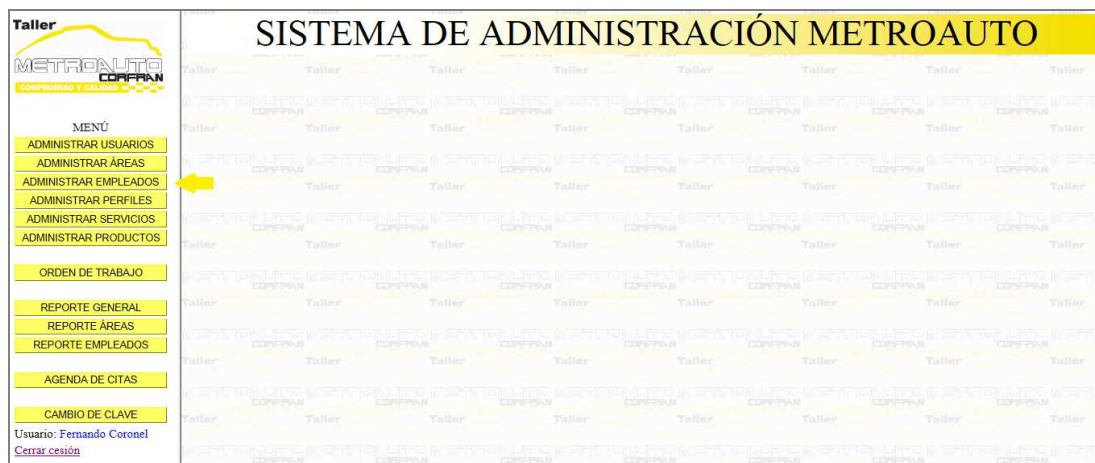 Taller
METROAUTO
CORFRAN
COMPROMISO Y CALIDAD
SISTEMA DE ADMINISTRACIÓN METROAUTO
MENÚ
ADMINISTRAR USUARIOS
ADMINISTRAR ÁREAS
ADMINISTRAR EMPLEADOS
ADMINISTRAR PERFILES
ADMINISTRAR SERVICIOS
ADMINISTRAR PRODUCTOS
ORDEN DE TRABAJO
REPORTE GENERAL
REPORTE ÁREAS
REPORTE EMPLEADOS
AGENDA DE CITAS
CAMBIO DE CLAVE
Usuario: Fernando Coronel
Cerrar cesión